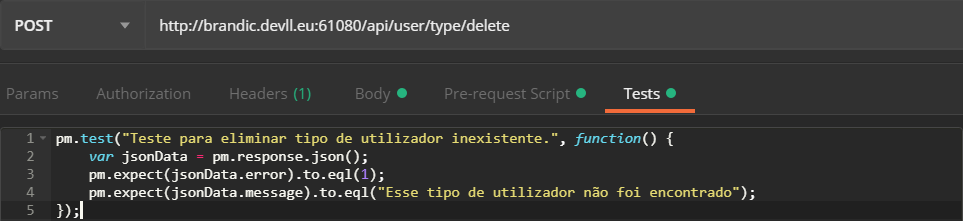 POST http://brandic.devll.eu:61080/api/user/type/delete
Params Authorization Headers (1) Body Pre-request Script Tests
1 pm.test("Teste para eliminar tipo de utilizador inexistente.", function() {
2 var jsonData = pm.response.json();
3 pm.expect(jsonData.error).to.eql(1);
4 pm.expect(jsonData.message).to.eql("Esse tipo de utilizador não foi encontrado");
5 });